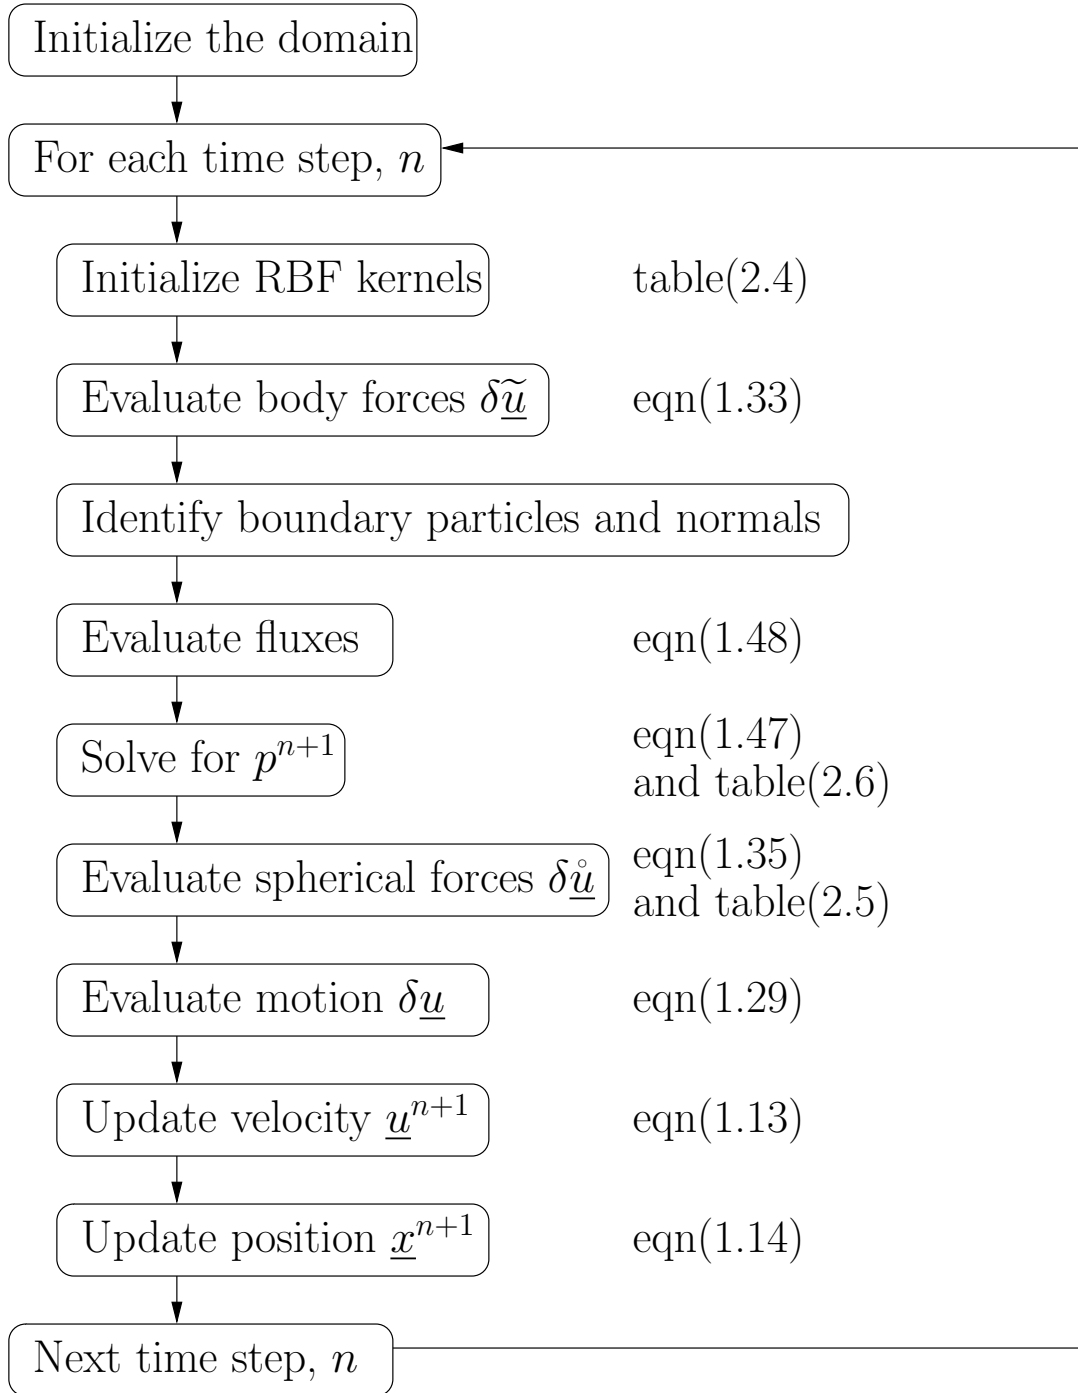 Initialize the domain
For each time step, n
Initialize RBF kernels table(2.4)
Evaluate body forces δũ̲ eqn(1.33)
Identify boundary particles and normals
Evaluate fluxes eqn(1.48)
Solve for pⁿ⁺¹ eqn(1.47)
and table(2.6)
Evaluate spherical forces δů̲ eqn(1.35)
and table(2.5)
Evaluate motion δu̲ eqn(1.29)
Update velocity u̲ⁿ⁺¹ eqn(1.13)
Update position x̲ⁿ⁺¹ eqn(1.14)
Next time step, n